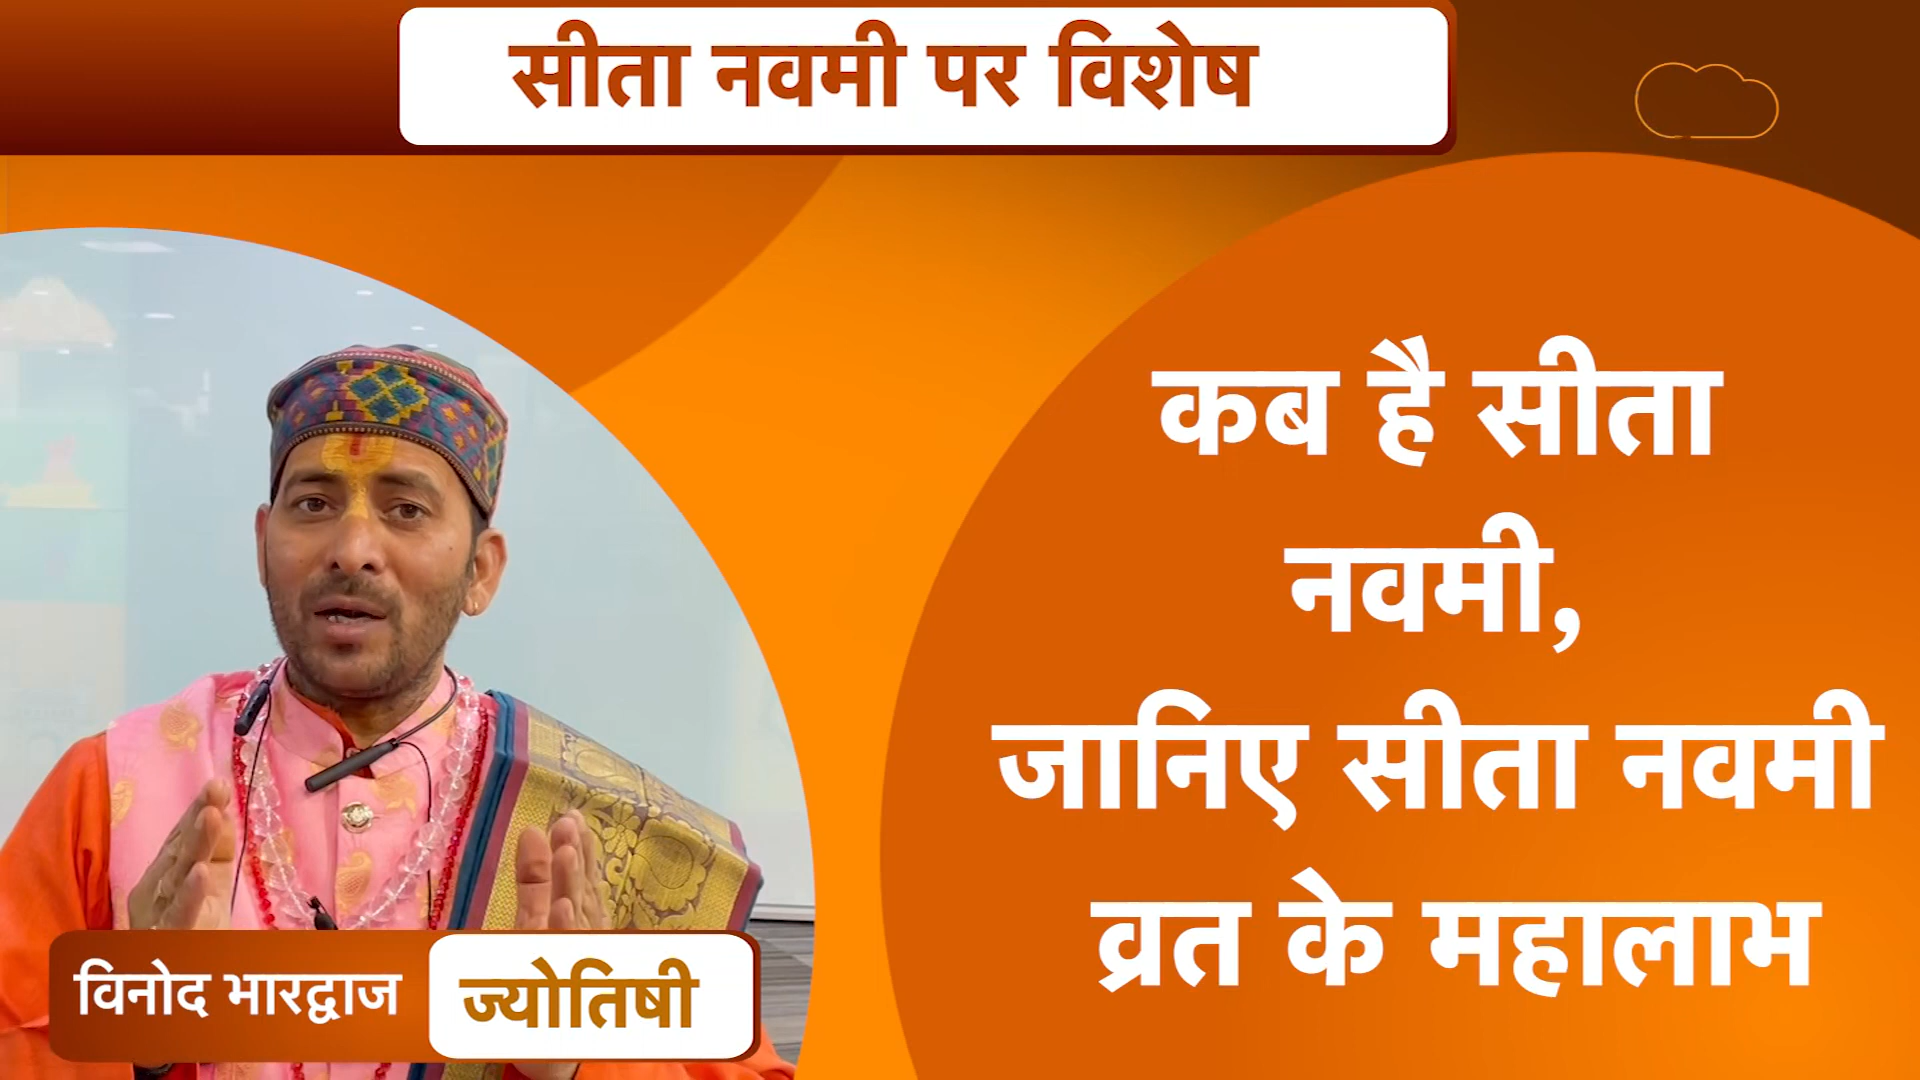 सीता नवमी पर विशेष
कब है सीता
नवमी,
जानिए सीता नवमी
व्रत के महालाभ
विनोद भारद्वाज
ज्योतिषी